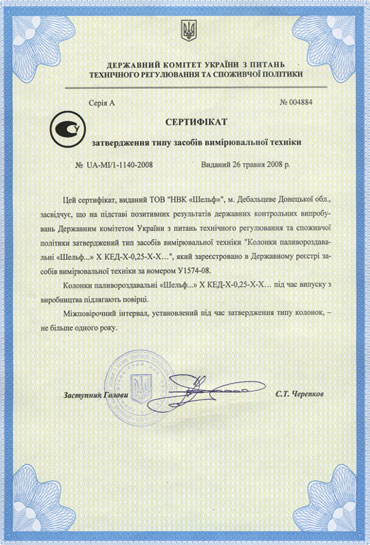 ДЕРЖАВНИЙ КОМІТЕТ УКРАЇНИ З ПИТАНЬ
ТЕХНІЧНОГО РЕГУЛЮВАННЯ ТА СПОЖИВЧОЇ ПОЛІТИКИ
Серія А № 004884
СЕРТИФІКАТ
затвердження типу засобів вимірювальної техніки
№ UA-MI/1-1140-2008 Виданий 26 травня 2008 р.
Цей сертифікат, виданий ТОВ "НВК «Шельф»", м. Дебальцеве Донецької обл.,
засвідчує, що на підставі позитивних результатів державних контрольних випробу-
вань Державним комітетом України з питань технічного регулювання та споживчої
політики затверджений тип засобів вимірювальної техніки "Колонки паливороздава-
льні «Шельф...» Х КЕД-Х-0,25-Х-Х…", який зареєстровано в Державному реєстрі
засобів вимірювальної техніки за номером У1574-08.
Колонки паливороздавальні «Шельф...» Х КЕД-Х-0,25-Х-Х… під час випуску з
виробництва підлягають повірці.
Міжповірочний інтервал, установлений під час затвердження типу колонок, –
не більше одного року.
Заступник Голови С.Т. Черепков